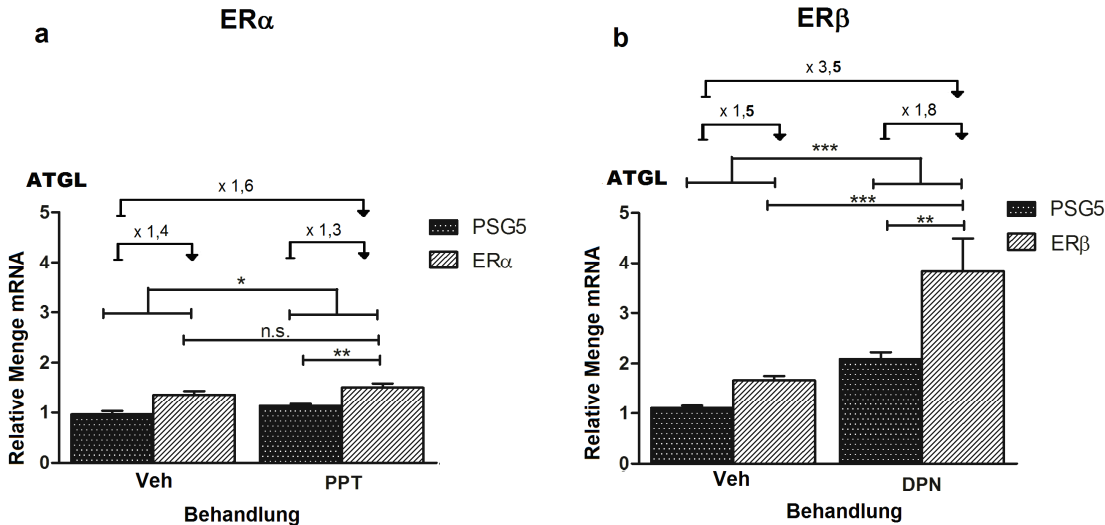 ERα
a
ATGL
x 1,6
x 1,4
x 1,3
*
n.s.
**
PSG5
ERα
Relative Menge mRNA
5
4
3
2
1
0
Veh
PPT
Behandlung
ERβ
b
x 3,5
x 1,5
x 1,8
***
ATGL
***
**
PSG5
ERβ
Relative Menge mRNA
5
4
3
2
1
0
Veh
DPN
Behandlung